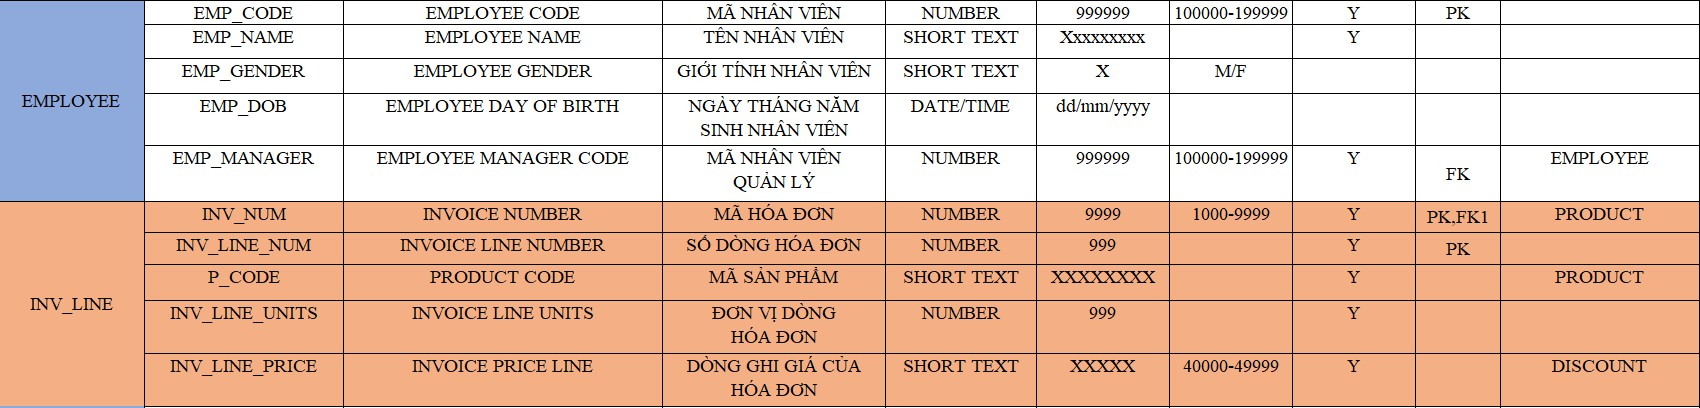 EMPLOYEE
EMP_CODE EMPLOYEE CODE MÃ NHÂN VIÊN NUMBER 999999 100000-199999 Y PK
EMP_NAME EMPLOYEE NAME TÊN NHÂN VIÊN SHORT TEXT Xxxxxxxxx Y
EMP_GENDER EMPLOYEE GENDER GIỚI TÍNH NHÂN VIÊN SHORT TEXT X M/F
EMP_DOB EMPLOYEE DAY OF BIRTH NGÀY THÁNG NĂM DATE/TIME dd/mm/yyyy
SINH NHÂN VIÊN
EMP_MANAGER EMPLOYEE MANAGER CODE MÃ NHÂN VIÊN NUMBER 999999 100000-199999 Y FK EMPLOYEE
QUẢN LÝ
INV_LINE
INV_NUM INVOICE NUMBER MÃ HÓA ĐƠN NUMBER 9999 1000-9999 Y PK,FK1 PRODUCT
INV_LINE_NUM INVOICE LINE NUMBER SỐ DÒNG HÓA ĐƠN NUMBER 999 Y PK
P_CODE PRODUCT CODE MÃ SẢN PHẨM SHORT TEXT XXXXXXXX Y PRODUCT
INV_LINE_UNITS INVOICE LINE UNITS ĐƠN VỊ DÒNG NUMBER 999 Y
HÓA ĐƠN
INV_LINE_PRICE INVOICE PRICE LINE DÒNG GHI GIÁ CỦA SHORT TEXT XXXXX 40000-49999 Y DISCOUNT
HÓA ĐƠN